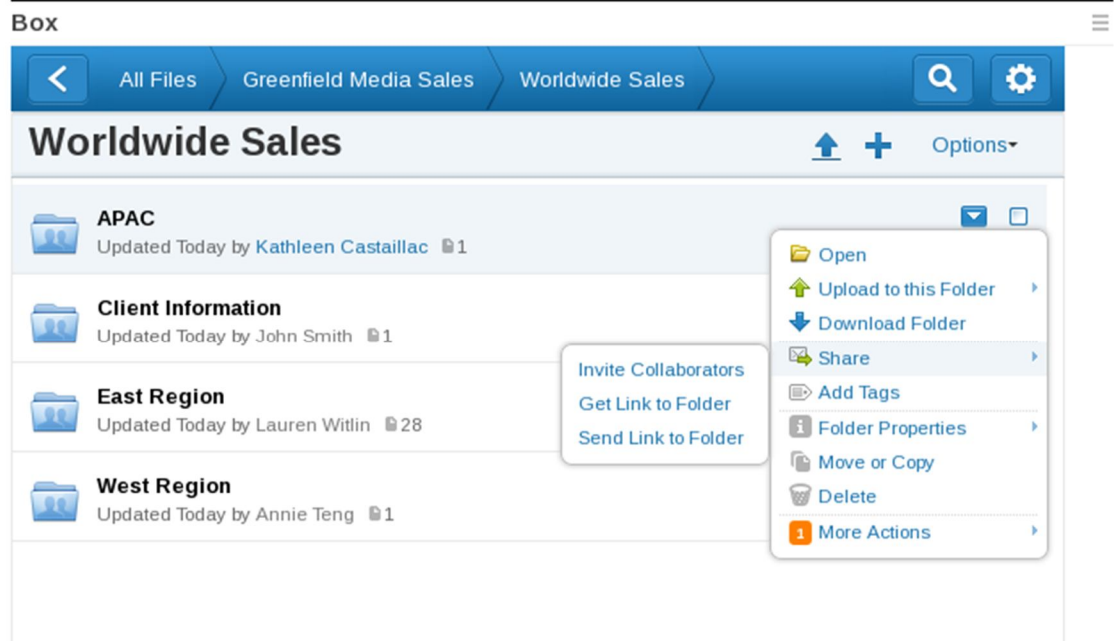 Box
All Files Greenfield Media Sales Worldwide Sales
Worldwide Sales
Options
APAC
Updated Today by Kathleen Castaillac 1
Client Information
Updated Today by John Smith 1
East Region
Updated Today by Lauren Witlin 28
West Region
Updated Today by Annie Teng 1
Open
Upload to this Folder
Download Folder
Share
Add Tags
Folder Properties
Move or Copy
Delete
1 More Actions
Invite Collaborators
Get Link to Folder
Send Link to Folder